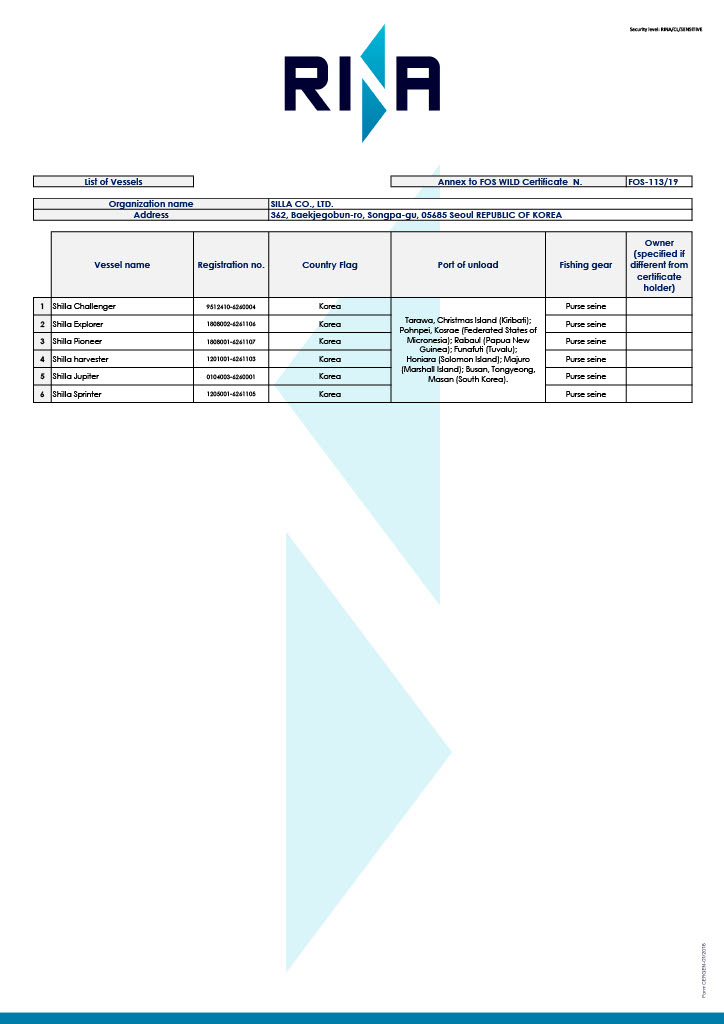 Security level: RINA/CL/SENSITIVE
RINA
List of Vessels
Annex to FOS WILD Certificate N.
FOS-113/19
Organization name
SILLA CO., LTD.
Address
362, Baekjegobun-ro, Songpa-gu, 05685 Seoul REPUBLIC OF KOREA
Vessel name
Registration no.
Country Flag
Port of unload
Fishing gear
Owner
(specified if
different from
certificate
holder)
1 Shilla Challenger 9512410-6260004 Korea Purse seine
2 Shilla Explorer 1808002-6261106 Korea Purse seine
3 Shilla Pioneer 1808001-6261107 Korea Purse seine
4 Shilla harvester 1201001-6261103 Korea Purse seine
5 Shilla Jupiter 0104003-6260001 Korea Purse seine
6 Shilla Sprinter 1205001-6261105 Korea Purse seine
Tarawa, Christmas Island (Kiribati);
Pohnpei, Kosrae (Federated States of
Micronesia); Rabaul (Papua New
Guinea); Funafuti (Tuvalu);
Honiara (Solomon Island); Majuro
(Marshall Island); Busan, Tongyeong,
Masan (South Korea).